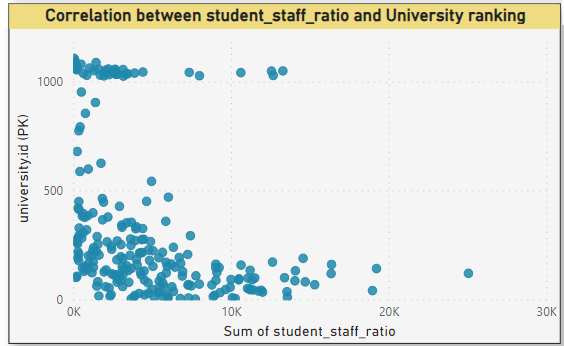 Correlation between student_staff_ratio and University ranking
university.id (PK)
1000
500
0
0K
10K
20K
30K
Sum of student_staff_ratio